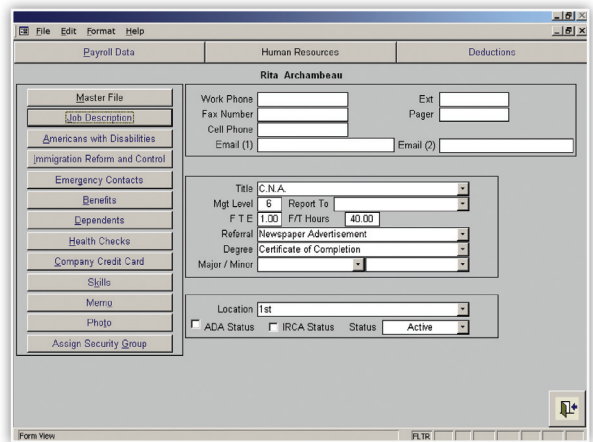 File Edit Format Help
Payroll Data Human Resources Deductions
Rita Archambeau
Master File
Job Description
Americans with Disabilities
Immigration Reform and Control
Emergency Contacts
Benefits
Dependents
Health Checks
Company Credit Card
Skills
Memo
Photo
Assign Security Group
Work Phone Ext
Fax Number Pager
Cell Phone
Email (1) Email (2)
Title C.N.A.
Mgt Level 6 Report To
F T E 1.00 F/T Hours 40.00
Referral Newspaper Advertisement
Degree Certificate of Completion
Major / Minor
Location 1st
ADA Status IRCA Status Status Active
Form View FLTR